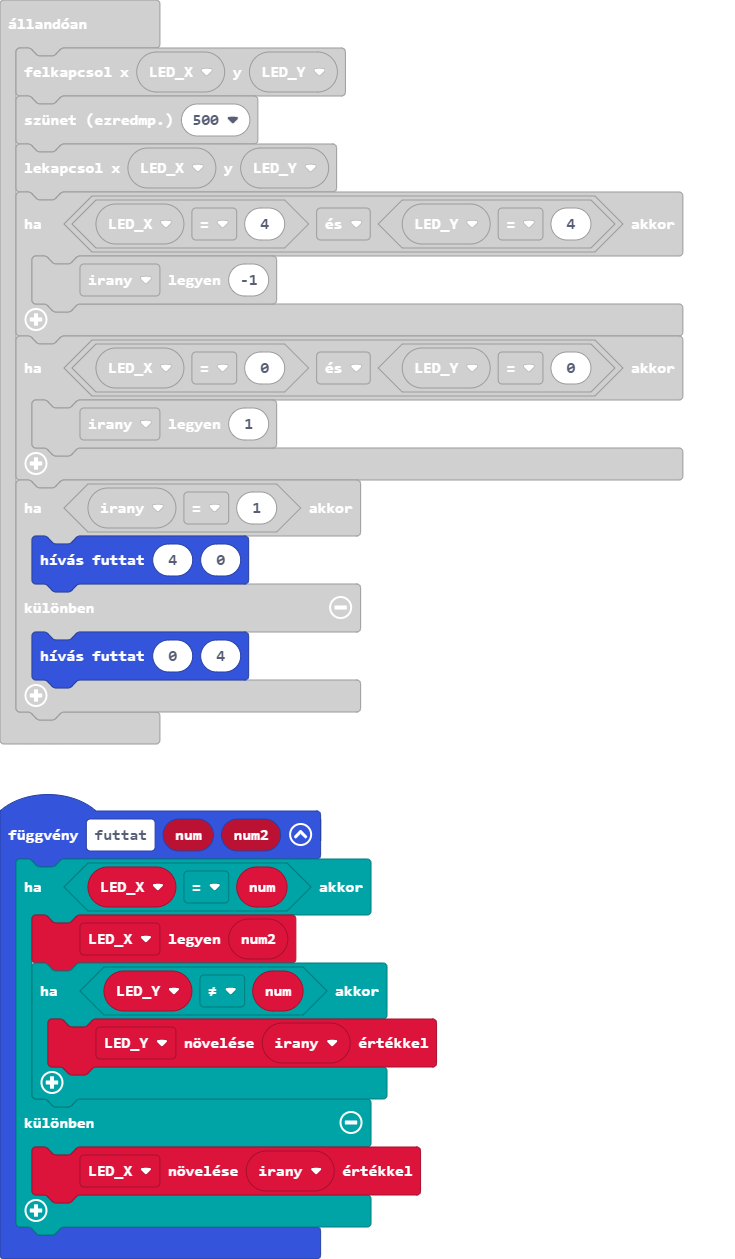 állandóan
felkapcsol x LED_X y LED_Y
szünet (ezredmp.) 500
lekapcsol x LED_X y LED_Y
ha LED_X = 4 és LED_Y = 4 akkor
irany legyen -1
ha LED_X = 0 és LED_Y = 0 akkor
irany legyen 1
ha irany = 1 akkor
hívás futtat 4 0
különben
hívás futtat 0 4
függvény futtat num num2
ha LED_X = num akkor
LED_X legyen num2
ha LED_Y ≠ num akkor
LED_Y növelése irany értékkel
különben
LED_X növelése irany értékkel